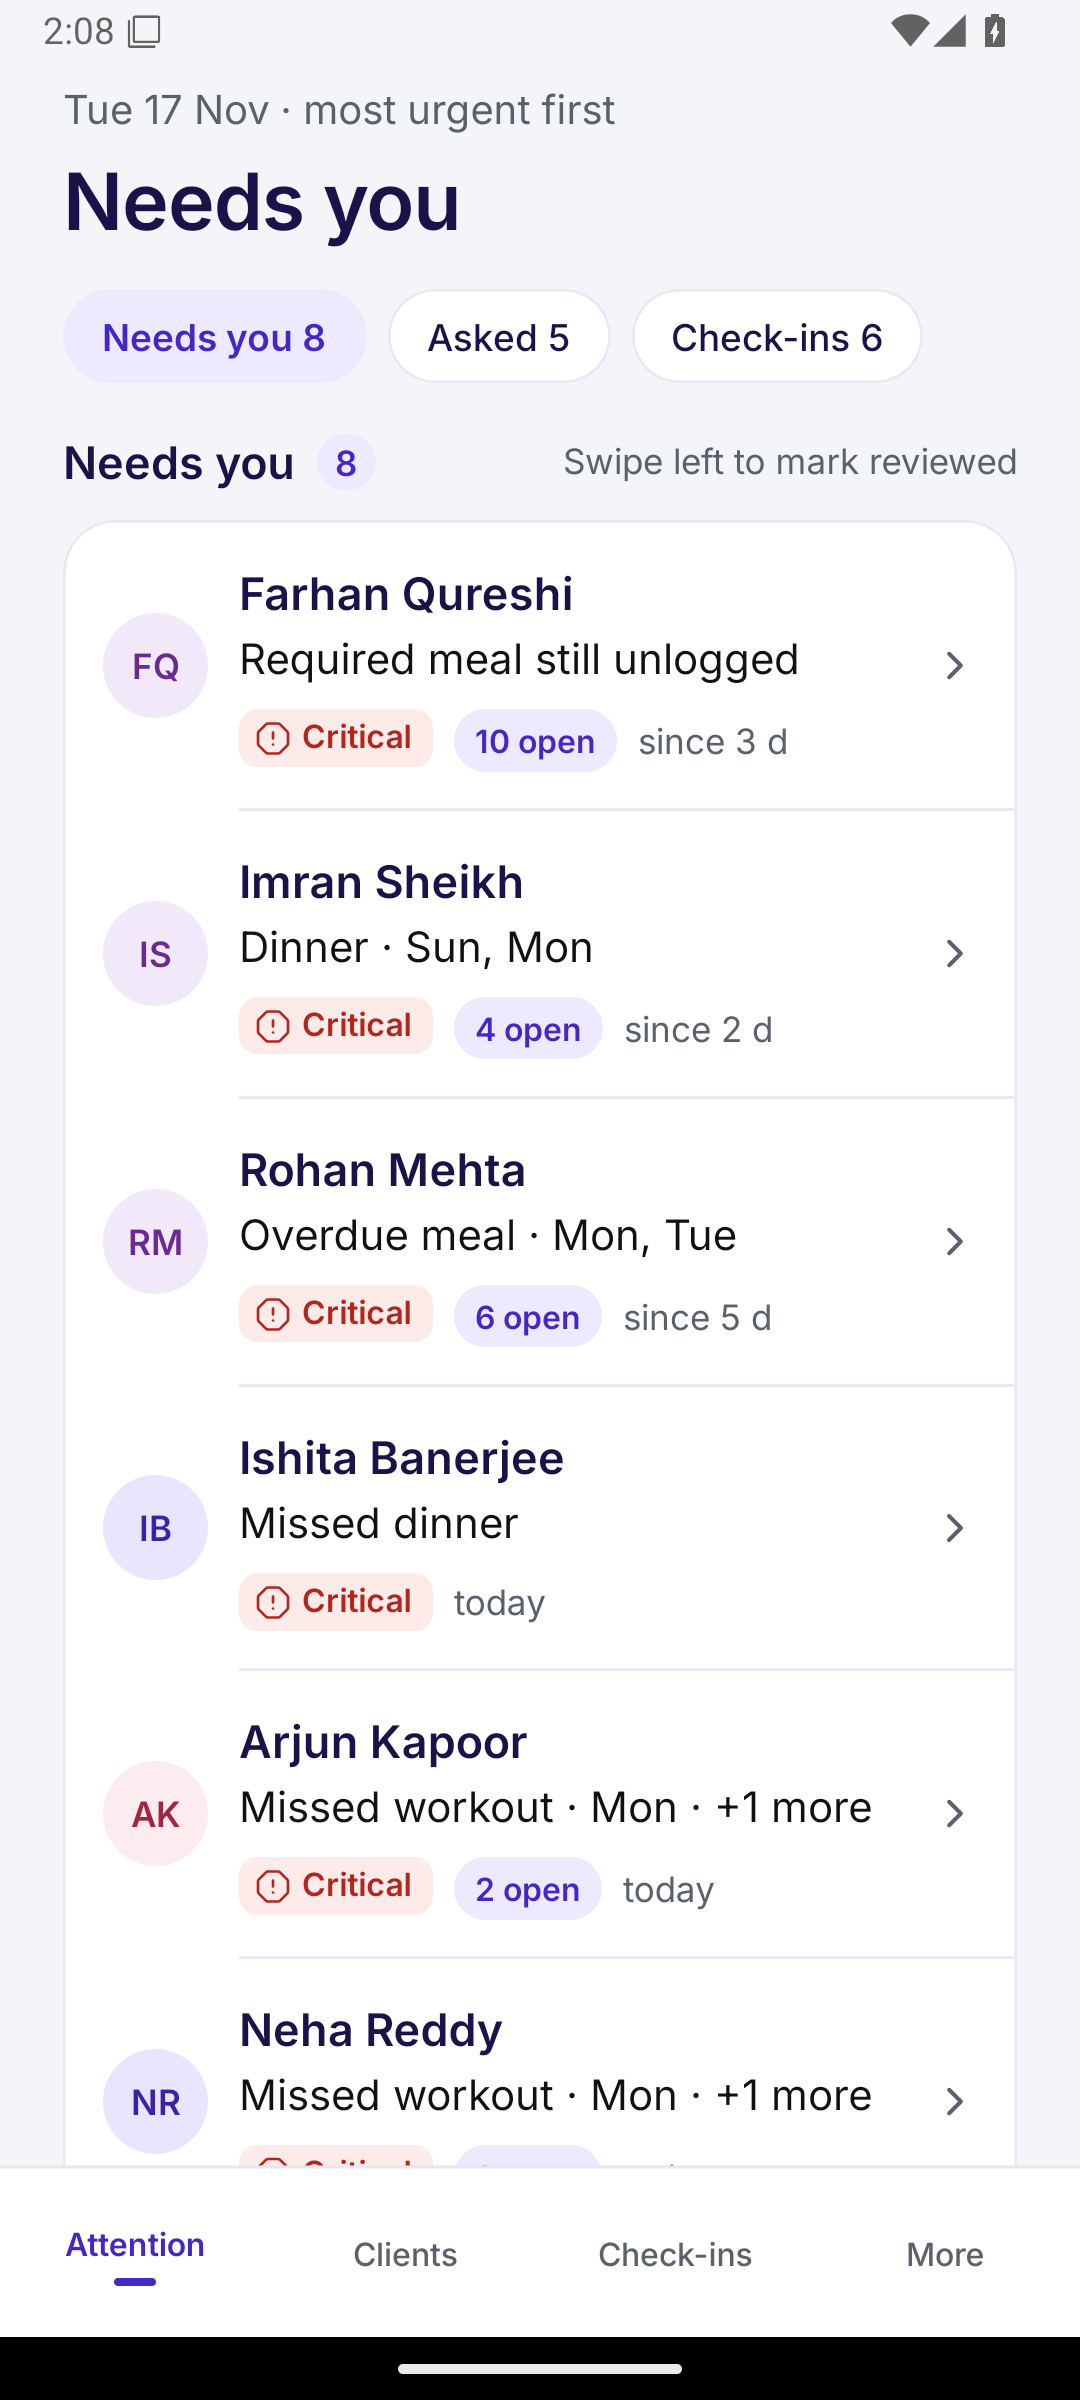 2:08
Tue 17 Nov · most urgent first
Needs you
Needs you 8
Asked 5
Check-ins 6
Needs you 8
Swipe left to mark reviewed
Farhan Qureshi
FQ
Required meal still unlogged
Critical
10 open
since 3 d
Imran Sheikh
IS
Dinner · Sun, Mon
Critical
4 open
since 2 d
Rohan Mehta
RM
Overdue meal · Mon, Tue
Critical
6 open
since 5 d
Ishita Banerjee
IB
Missed dinner
Critical
today
Arjun Kapoor
AK
Missed workout · Mon · +1 more
Critical
2 open
today
Neha Reddy
NR
Missed workout · Mon · +1 more
Attention
Clients
Check-ins
More